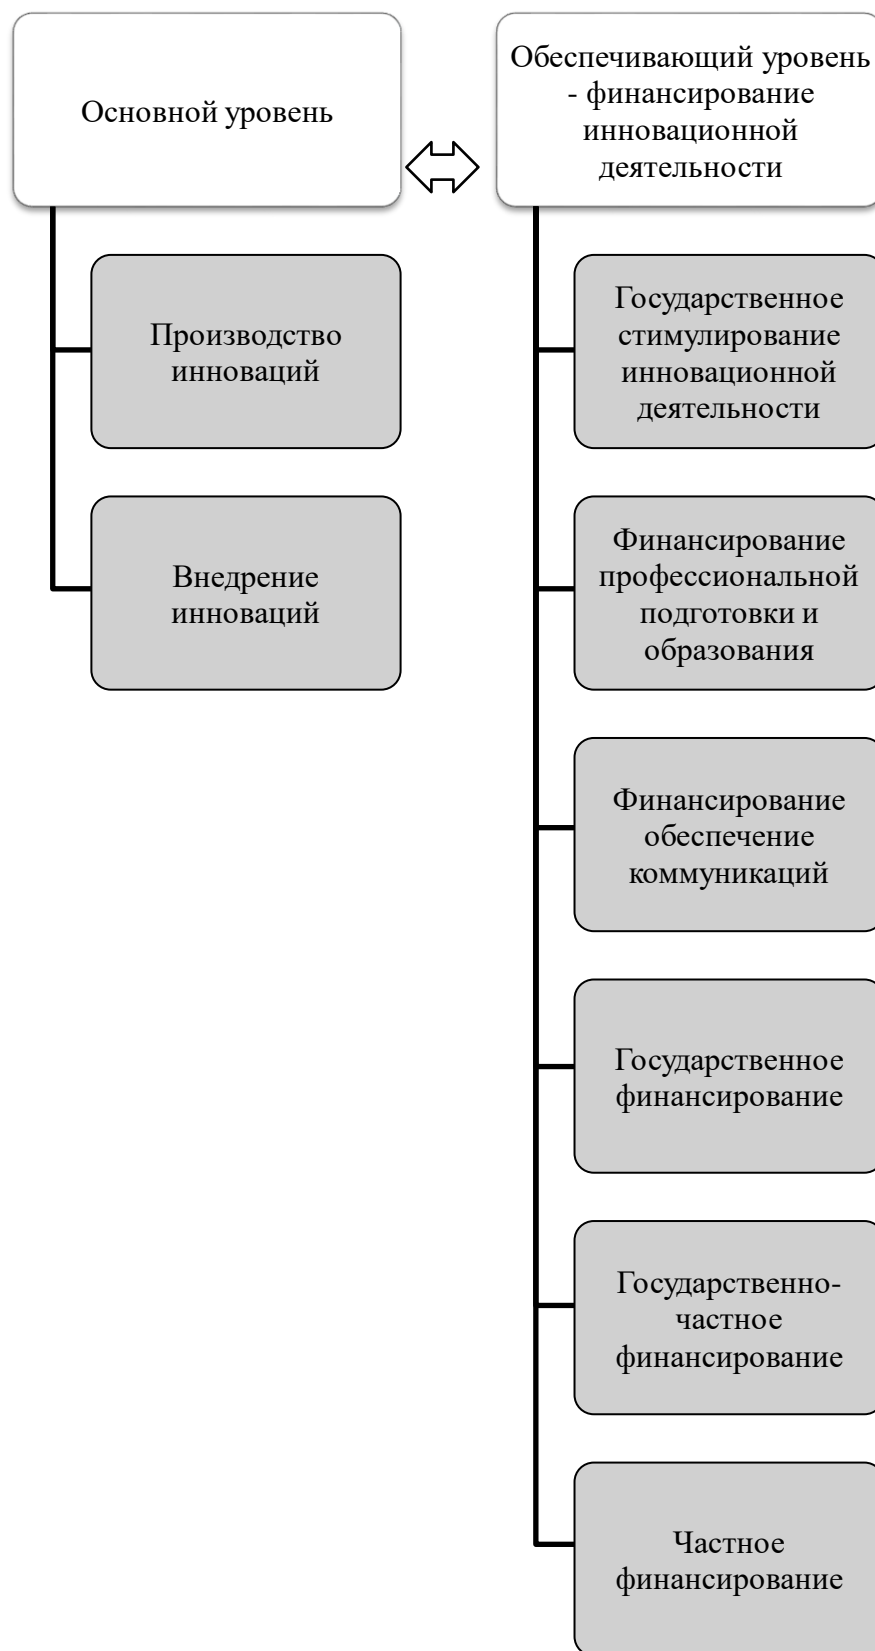 Основной уровень
Обеспечивающий уровень
- финансирование
инновационной
деятельности
Производство
инноваций
Внедрение
инноваций
Государственное
стимулирование
инновационной
деятельности
Финансирование
профессиональной
подготовки и
образования
Финансирование
обеспечение
коммуникаций
Государственное
финансирование
Государственно-
частное
финансирование
Частное
финансирование